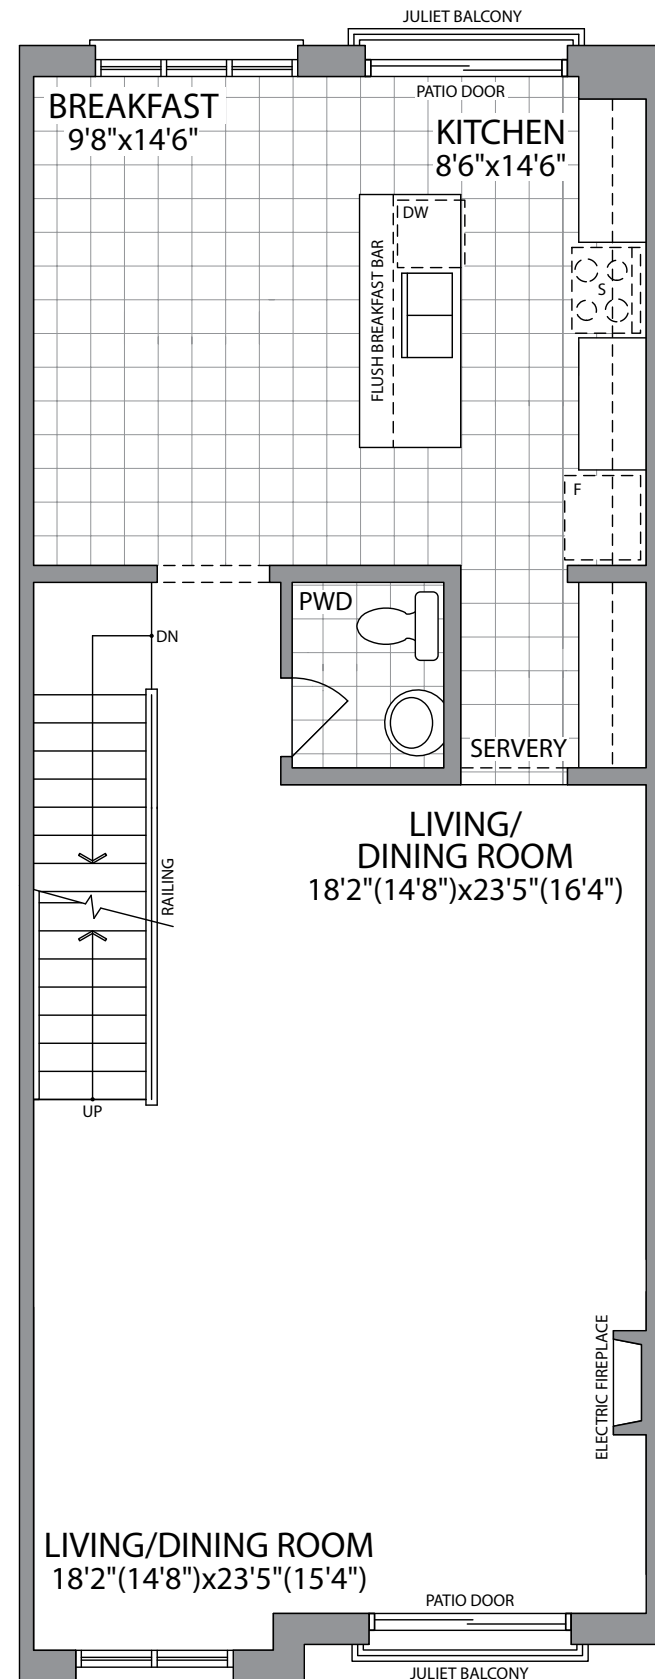 JULIET BALCONY
PATIO DOOR
BREAKFAST
9'8"x14'6"
KITCHEN
8'6"x14'6"
DW
FLUSH BREAKFAST BAR
S
F
PWD
DN
SERVERY
LIVING/
DINING ROOM
18'2"(14'8")x23'5"(16'4")
RAILING
UP
ELECTRIC FIREPLACE
LIVING/DINING ROOM
18'2"(14'8")x23'5"(15'4")
PATIO DOOR
JULIET BALCONY